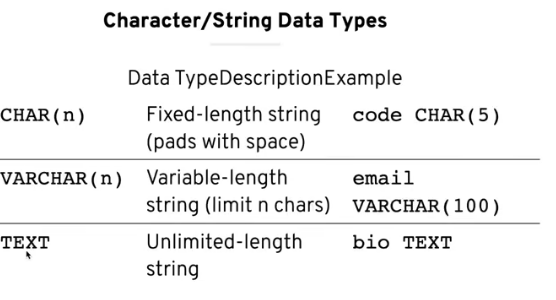 Character/String Data Types
Data TypeDescriptionExample
CHAR(n) Fixed-length string code CHAR(5)
(pads with space)
VARCHAR(n) Variable-length email
string (limit n chars) VARCHAR(100)
TEXT Unlimited-length bio TEXT
string